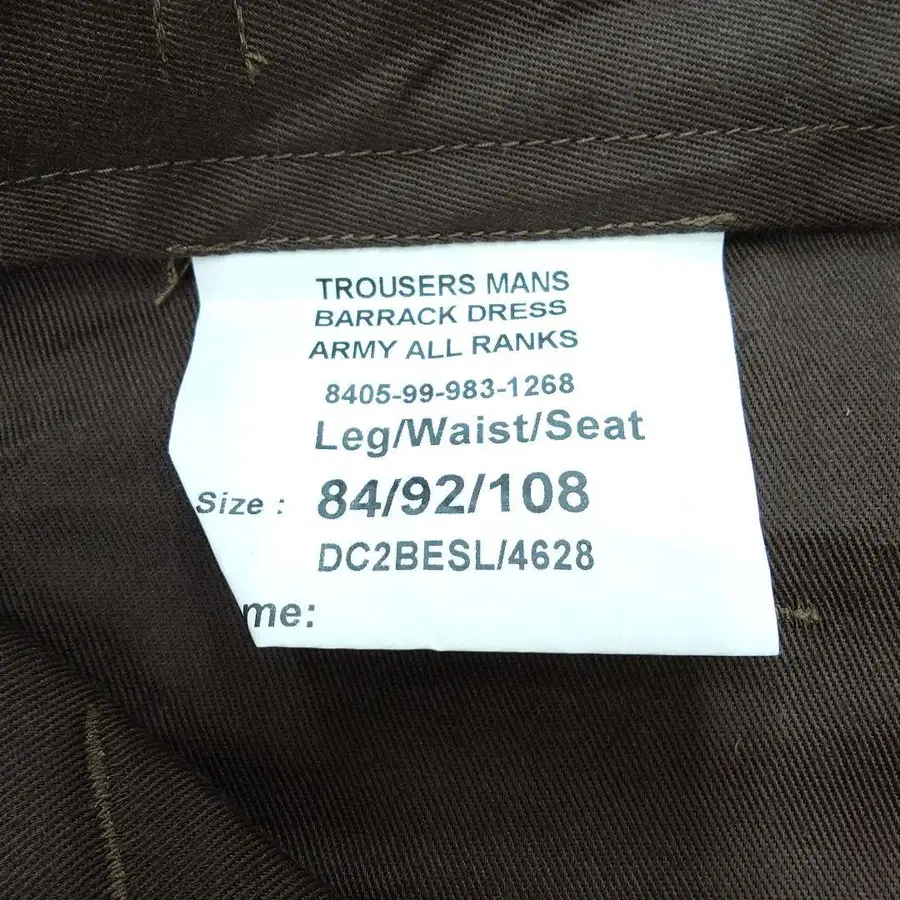 TROUSERS MANS
BARRACK DRESS
ARMY ALL RANKS
8405-99-983-1268
Leg/Waist/Seat
Size : 84/92/108
DC2BESL/4628
me: